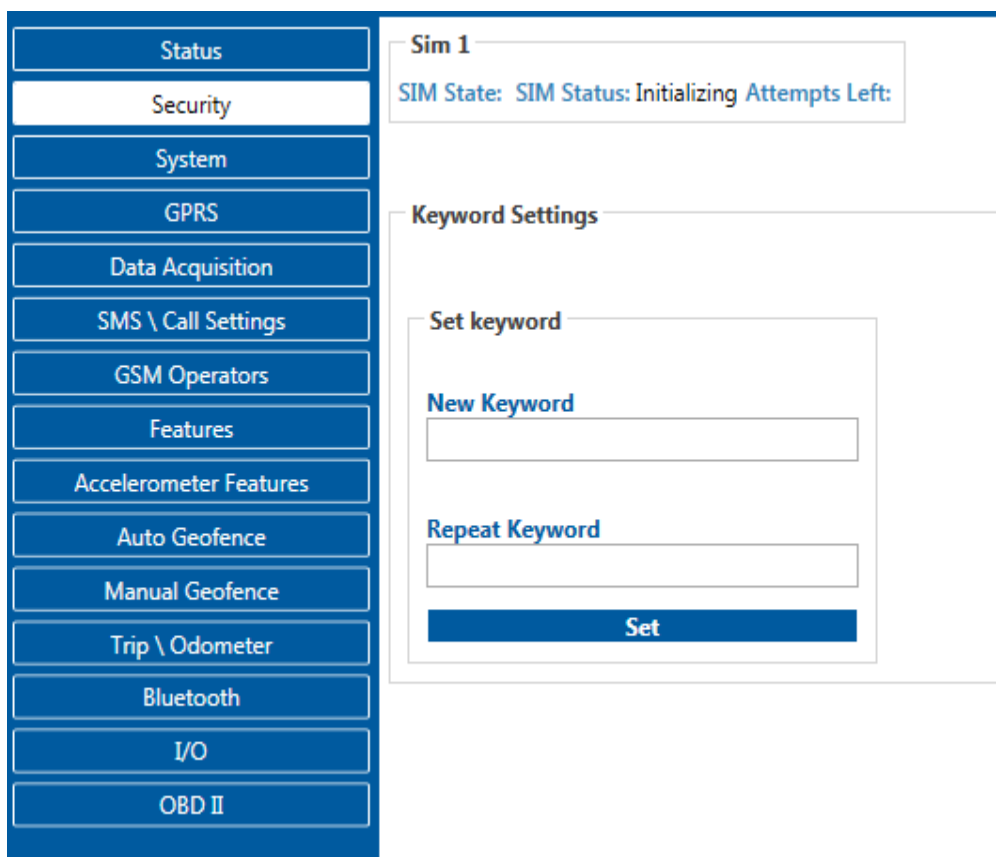 Status
Security
System
GPRS
Data Acquisition
SMS \ Call Settings
GSM Operators
Features
Accelerometer Features
Auto Geofence
Manual Geofence
Trip \ Odometer
Bluetooth
I/O
OBD II
Sim 1
SIM State: SIM Status: Initializing Attempts Left:
Keyword Settings
Set keyword
New Keyword
Repeat Keyword
Set